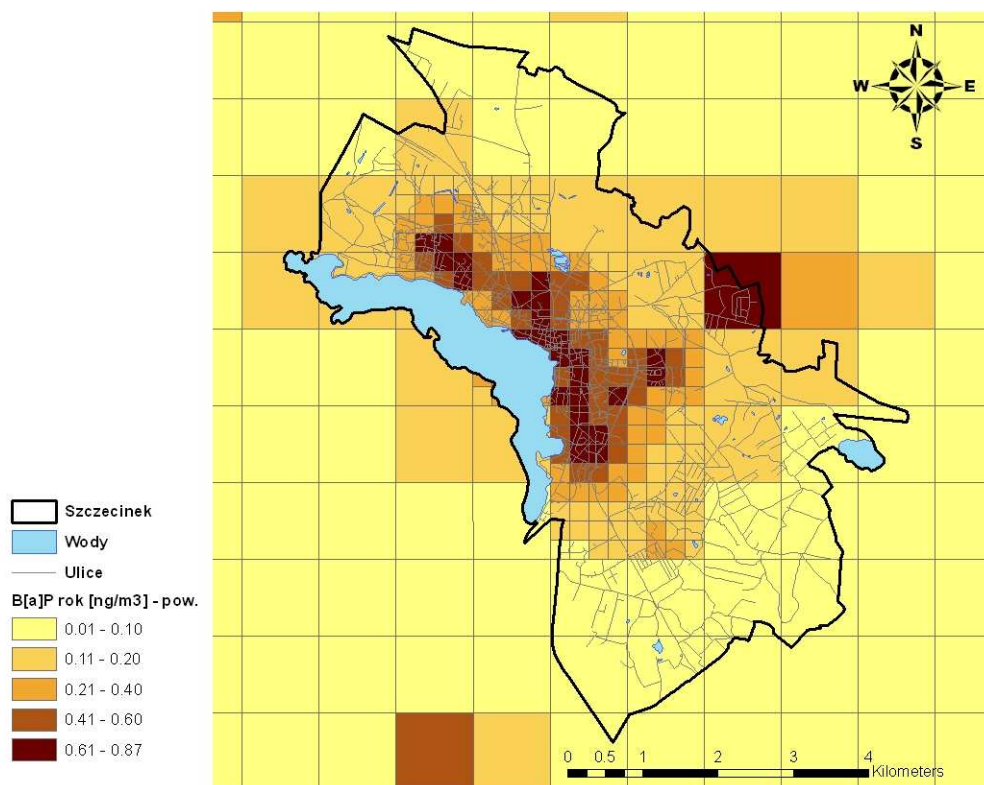 N
W E
S
Szczecinek
Wody
Ulice
B[a]P rok [ng/m3] - pow.
0.01 - 0.10
0.11 - 0.20
0.21 - 0.40
0.41 - 0.60
0.61 - 0.87
0 0.5 1 2 3 4
Kilometers